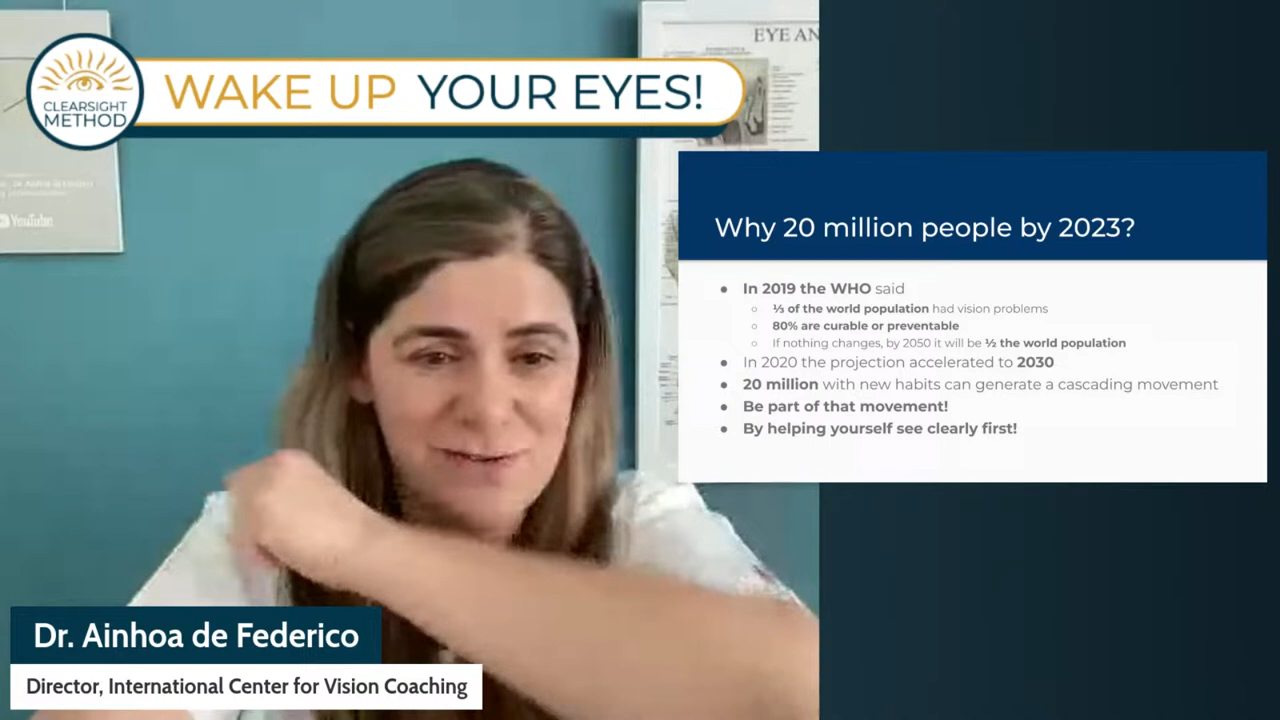 CLEARSIGHT
METHOD
WAKE UP YOUR EYES!
EYE AN
YouTube
Why 20 million people by 2023?
In 2019 the WHO said
⅓ of the world population had vision problems
80% are curable or preventable
If nothing changes, by 2050 it will be ½ the world population
In 2020 the projection accelerated to 2030
20 million with new habits can generate a cascading movement
Be part of that movement!
By helping yourself see clearly first!
Dr. Ainhoa de Federico
Director, International Center for Vision Coaching